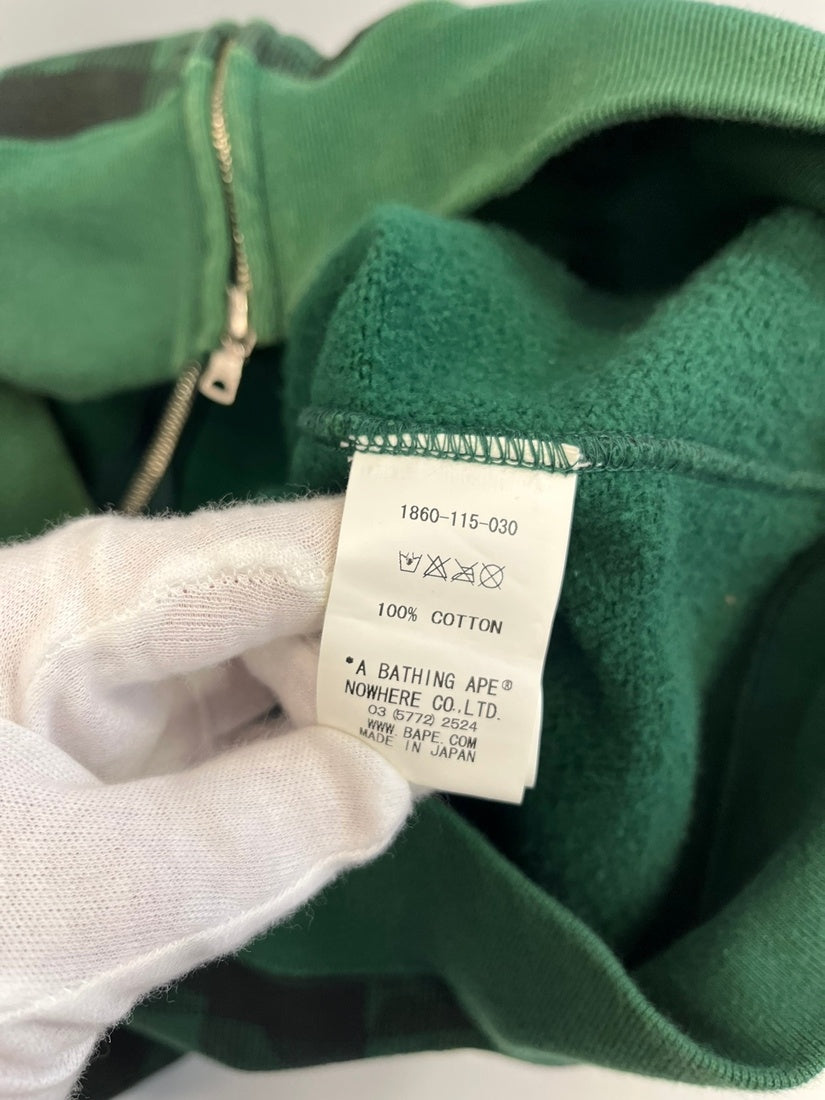 1860-115-030
100% COTTON
*A BATHING APE®
NOWHERE CO.,LTD.
03 (5772) 2524
WWW. BAPE. COM
MADE IN JAPAN